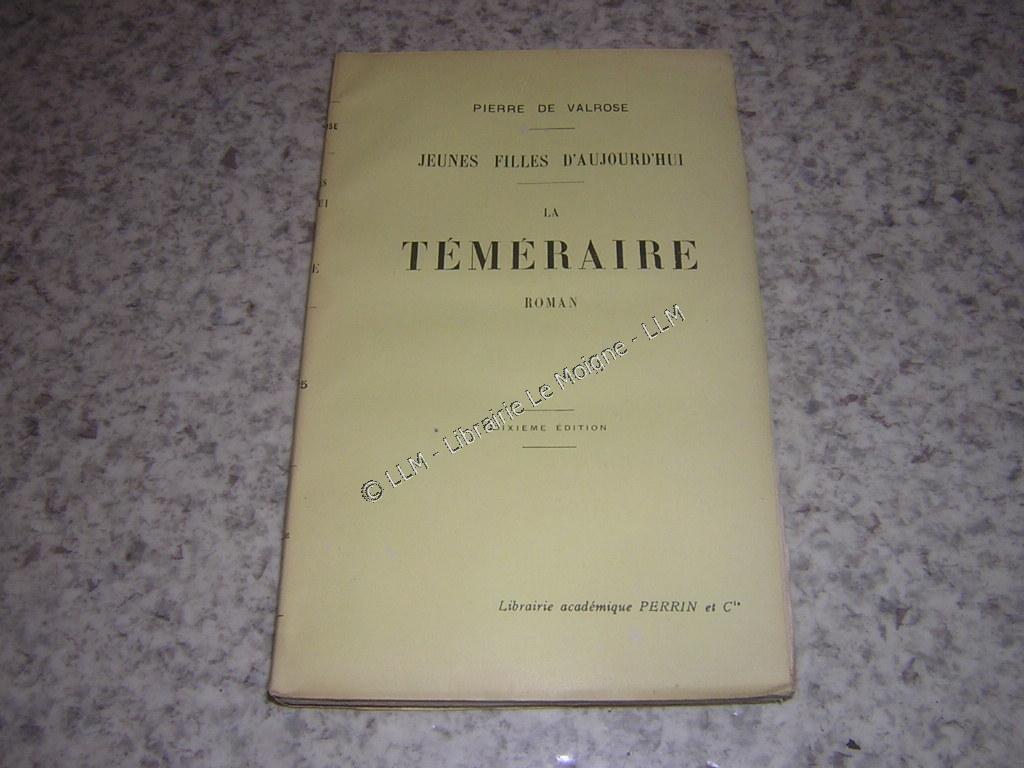 PIERRE DE VALROSE
JEUNES FILLES D'AUJOURD'HUI
LA
TÉMÉRAIRE
ROMAN
ÉDITION
© LLM - Librairie Le Moigne - LLM
Librairie académique PERRIN et Cie